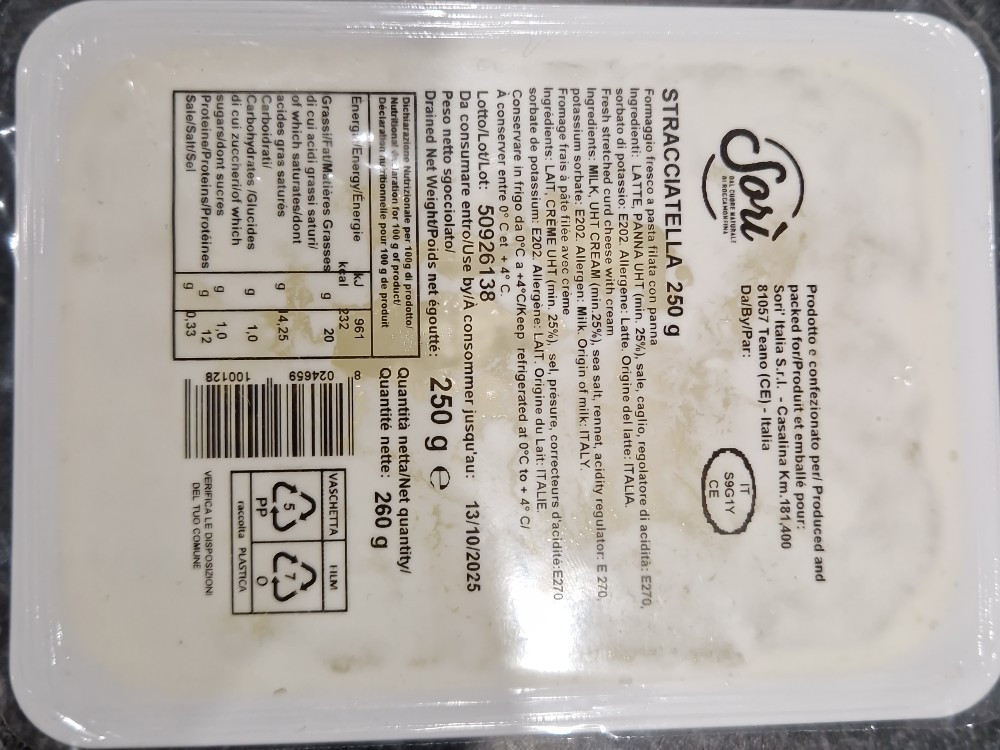 Sorì
DAL CUORE NATURALE
DI ROCCAMONFINA
Prodotto e confezionato per/ Produced and
packed for/Produit et emballé pour:
Sori' Italia S.r.l. - Casalina Km.181,400
81057 Teano (CE) - Italia
Da/By/Par:
IT
S9G1Y
CE
STRACCIATELLA 250 g
Formaggio fresco a pasta filata con panna
Ingredienti: LATTE, PANNA UHT (min. 25%), sale, caglio, regolatore di acidità: E270,
sorbato di potassio: E202. Allergene: Latte. Origine del latte: ITALIA.
Fresh stretched curd cheese with cream
Ingredients: MILK, UHT CREAM (min.25%), sea salt, rennet, acidity regulator: E 270,
potassium sorbate: E202. Allergen: Milk. Origin of milk: ITALY.
Fromage frais à pâte filée avec crème
Ingrédients: LAIT, CRÈME UHT (min. 25%), sel, présure, correcteurs d'acidité:E270
sorbate de potassium: E202. Allergène: LAIT. Origine du Lait: ITALIE.
Conservare in frigo da 0°C a +4°C/Keep refrigerated at 0°C to + 4° C/
À conserver entre 0° C et + 4° C.
Lotto/Lot/Lot: 50926138
Da consumare entro/Use by/À consommer jusqu'au: 13/10/2025
Peso netto sgocciolato/
Drained Net Weight/Poids net égoutté: 250 g e
Quantità netta/Net quantity/
Quantité nette: 260 g
Dichiarazione Nutrizionale per 100g di prodotto/
Nutritional Declaration for 100 g of product/
Déclaration nutritionnelle pour 100 g de produit
Energia/Energy/Énergie kJ 961
kcal 232
Grassi/Fat/Matières Grasses g 20
di cui acidi grassi saturi/
of which saturates/dont
acides gras saturés g 14,25
Carboidrati/
Carbohydrates /Glucides g 1,0
di cui zuccheri/of which
sugars/dont sucres g 1,0
Proteine/Proteins/Protéines g 12
Sale/Salt/Sel g 0,33
8 024659 100128
VASCHETTA FILM
5 7
PP O
raccolta PLASTICA
VERIFICA LE DISPOSIZIONI
DEL TUO COMUNE